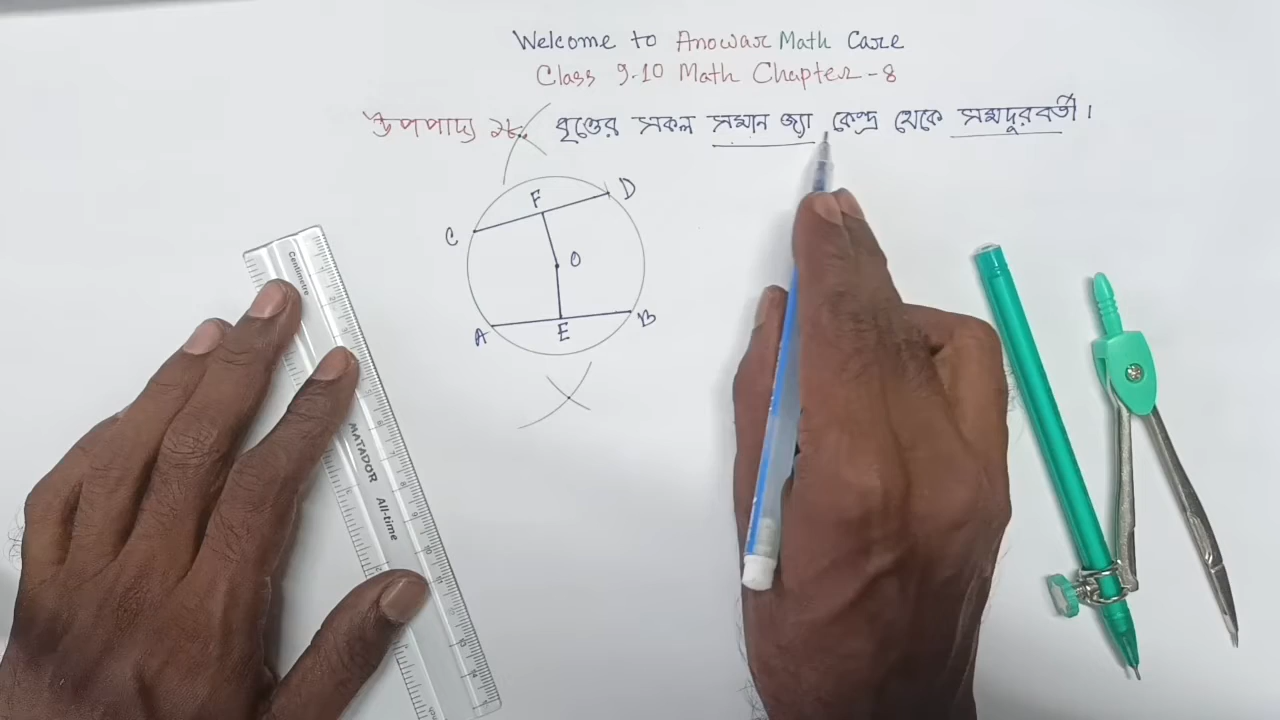 Welcome to Anowar Math Care
Class 9-10 Math Chapter - 8
উপপাদ্য ১৮. বৃত্তের সকল সমান জ্যা কেন্দ্র থেকে সমদূরবর্তী।
F D
C
O
A E B
Centimetre
MATADOR
All-time